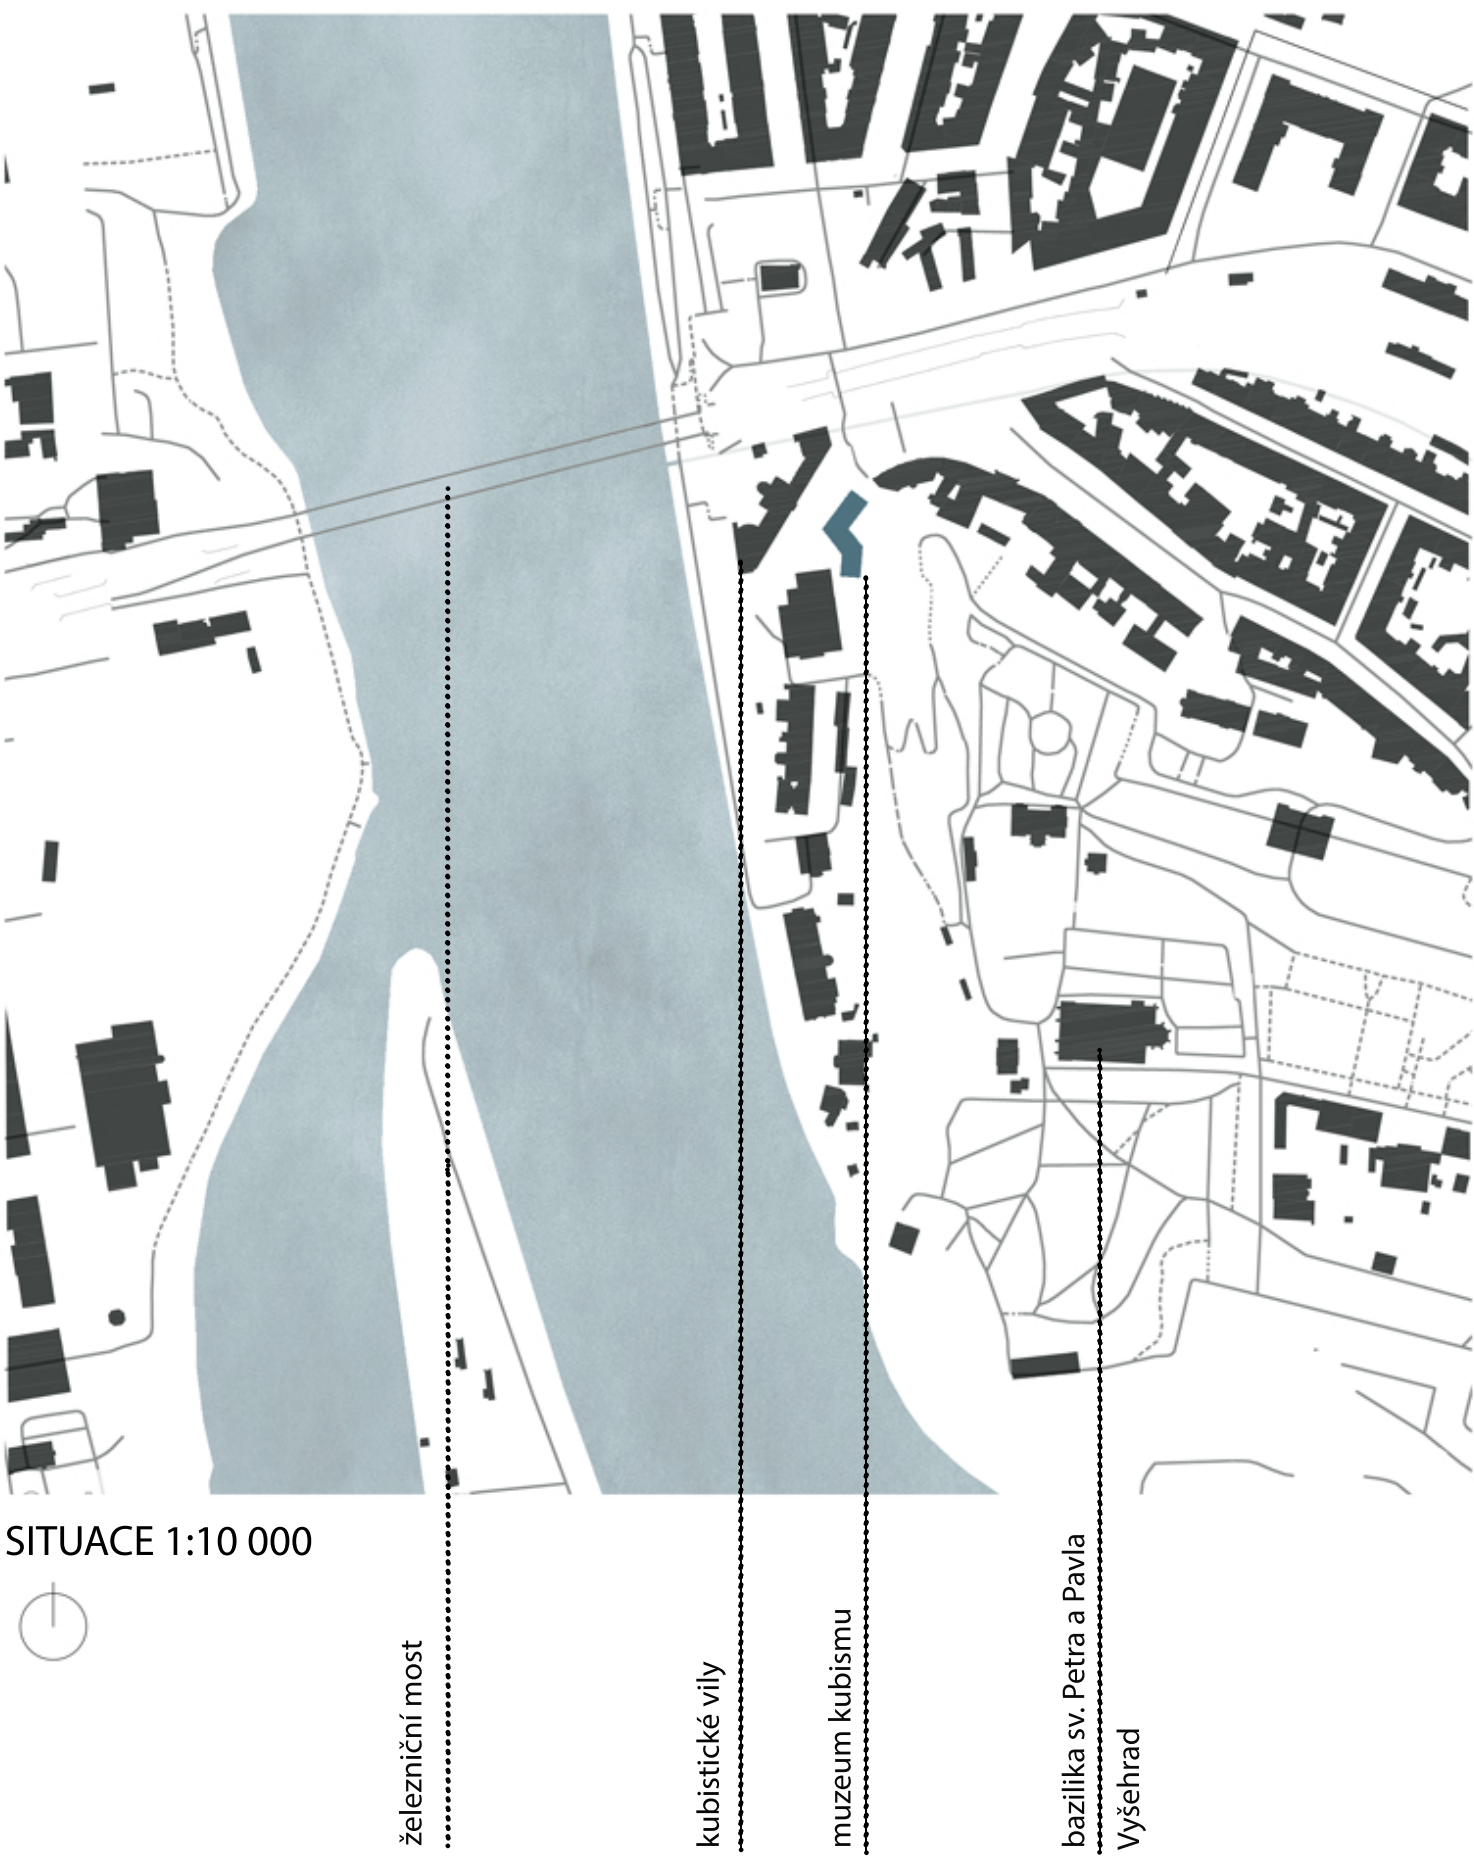 SITUACE 1:10 000
železniční most
kubistické vily
muzeum kubismu
bazilika sv. Petra a Pavla
Vyšehrad